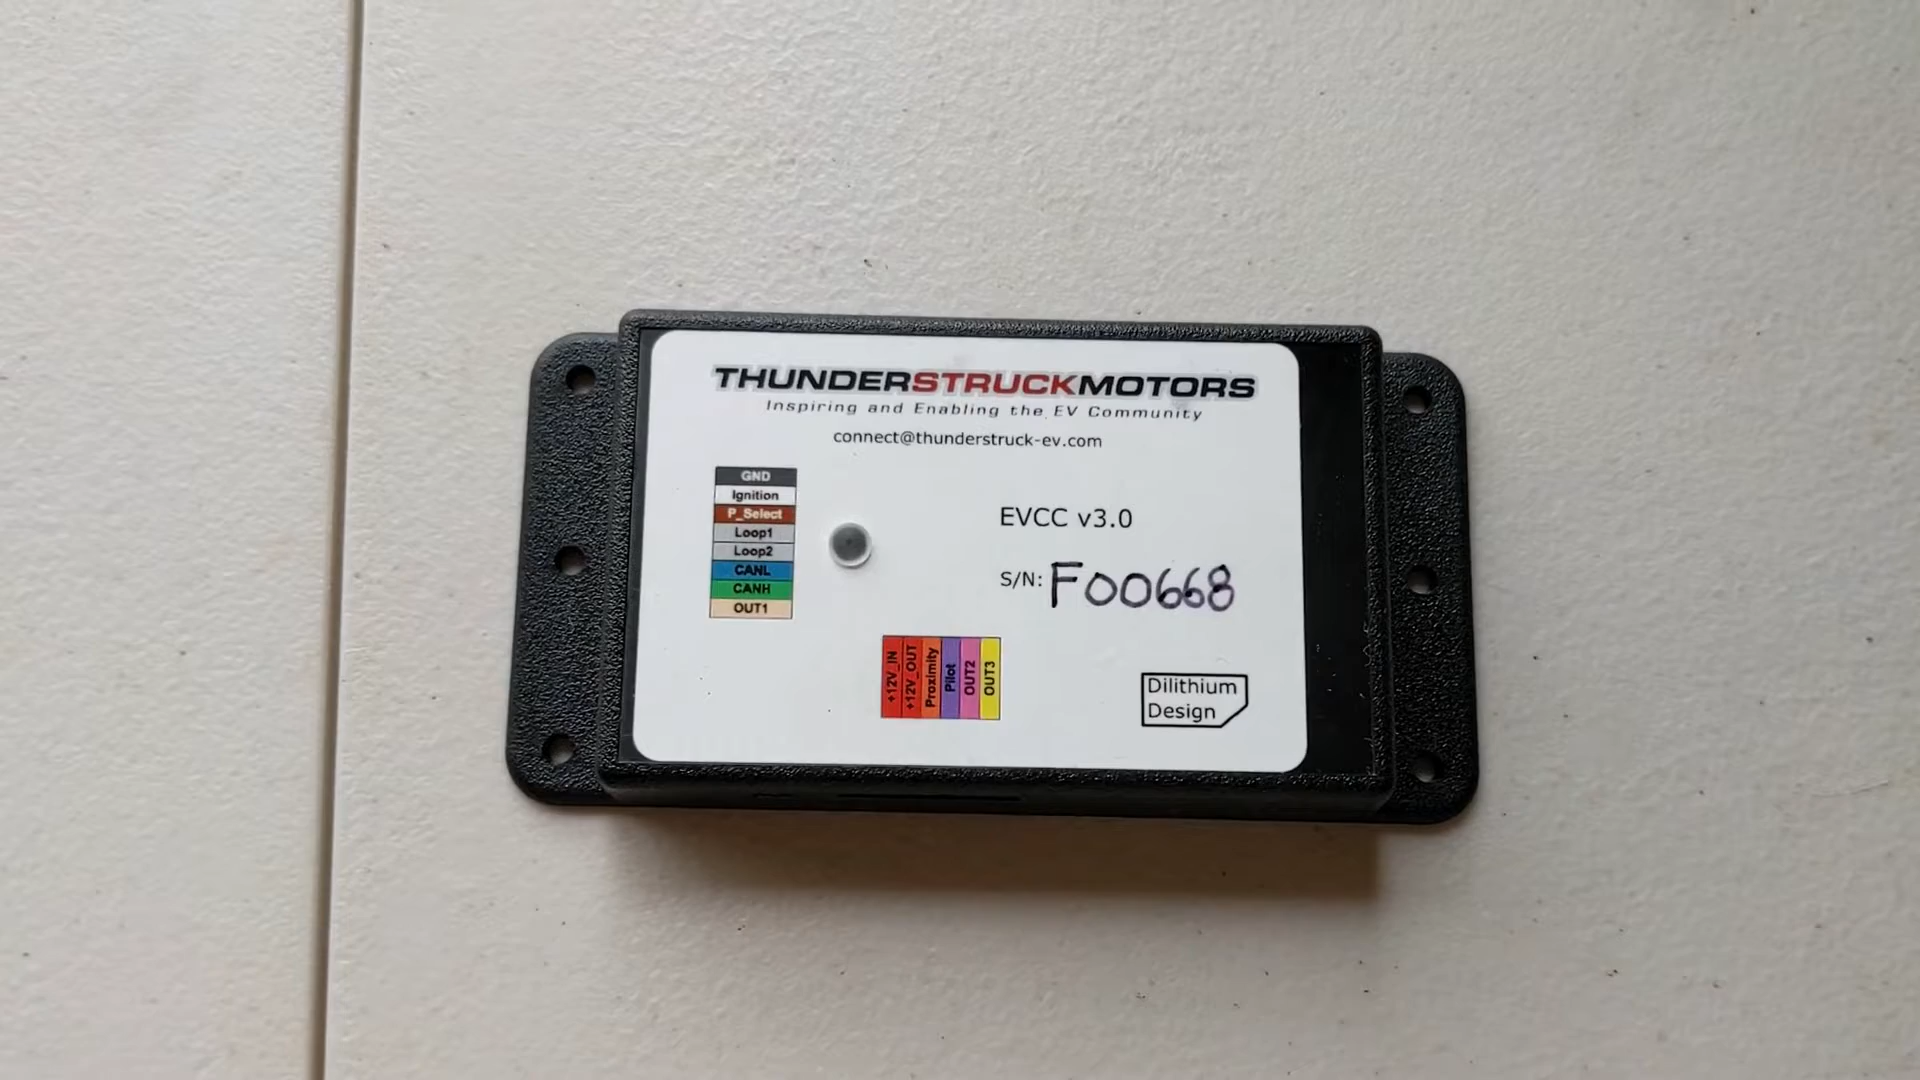 THUNDERSTRUCKMOTORS
Inspiring and Enabling the EV Community
connect@thunderstruck-ev.com
GND
Ignition
P_Select
Loop1
Loop2
CANL
CANH
OUT1
EVCC v3.0
S/N: F00668
+12V_IN
+12V_OUT
Proximity
Pilot
OUT2
OUT3
Dilithium
Design